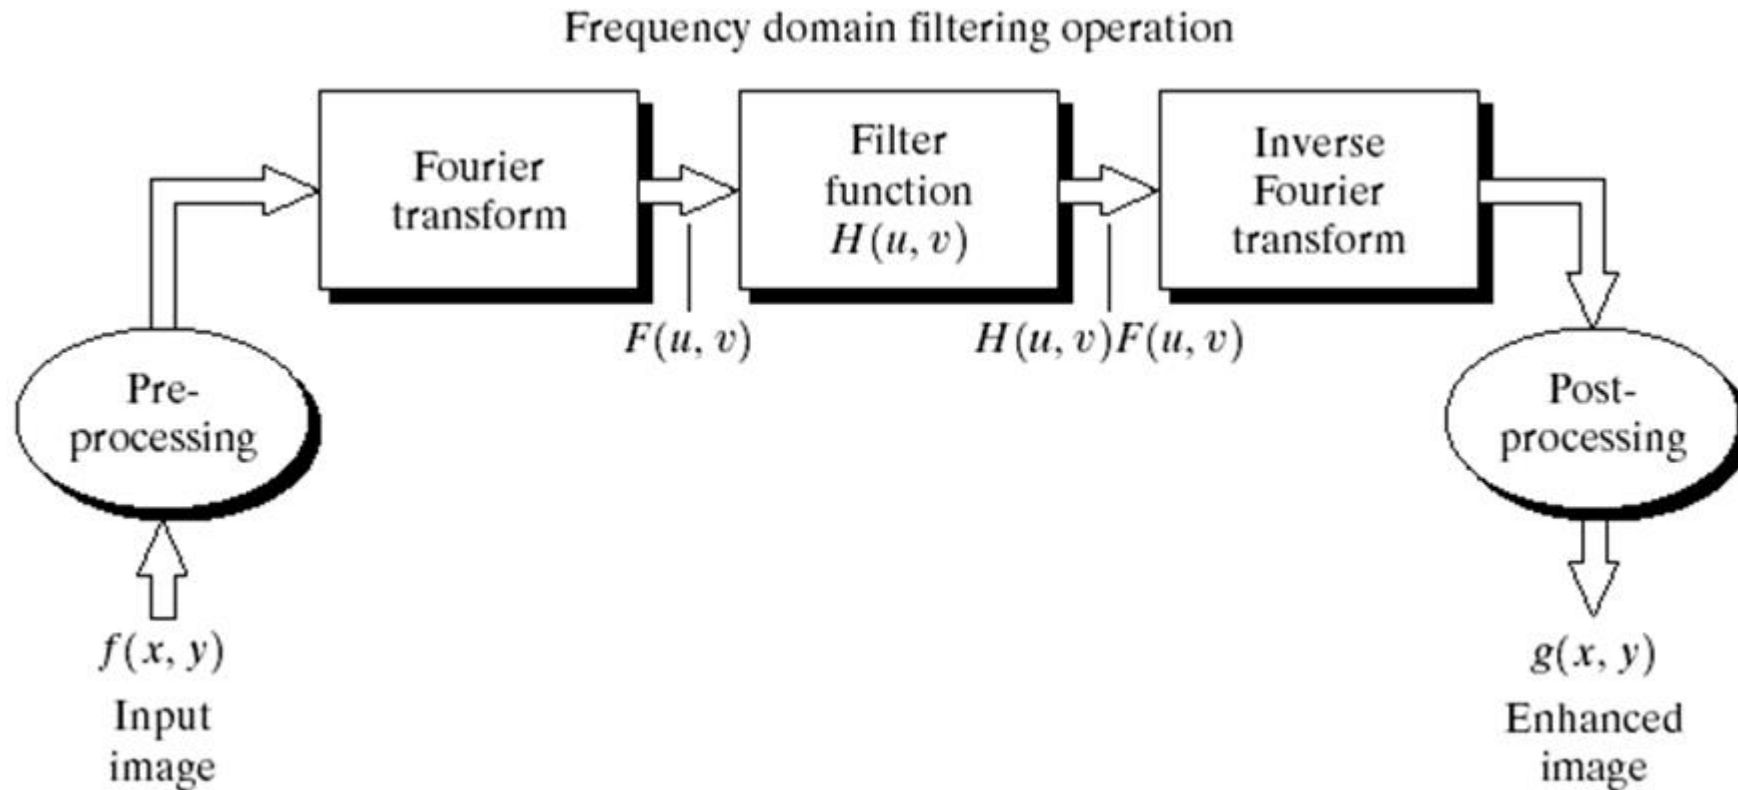 Frequency domain filtering operation
Fourier
transform
Filter
function
H(u, v)
Inverse
Fourier
transform
F(u, v)
H(u, v)F(u, v)
Pre-
processing
Post-
processing
f(x, y)
Input
image
g(x, y)
Enhanced
image